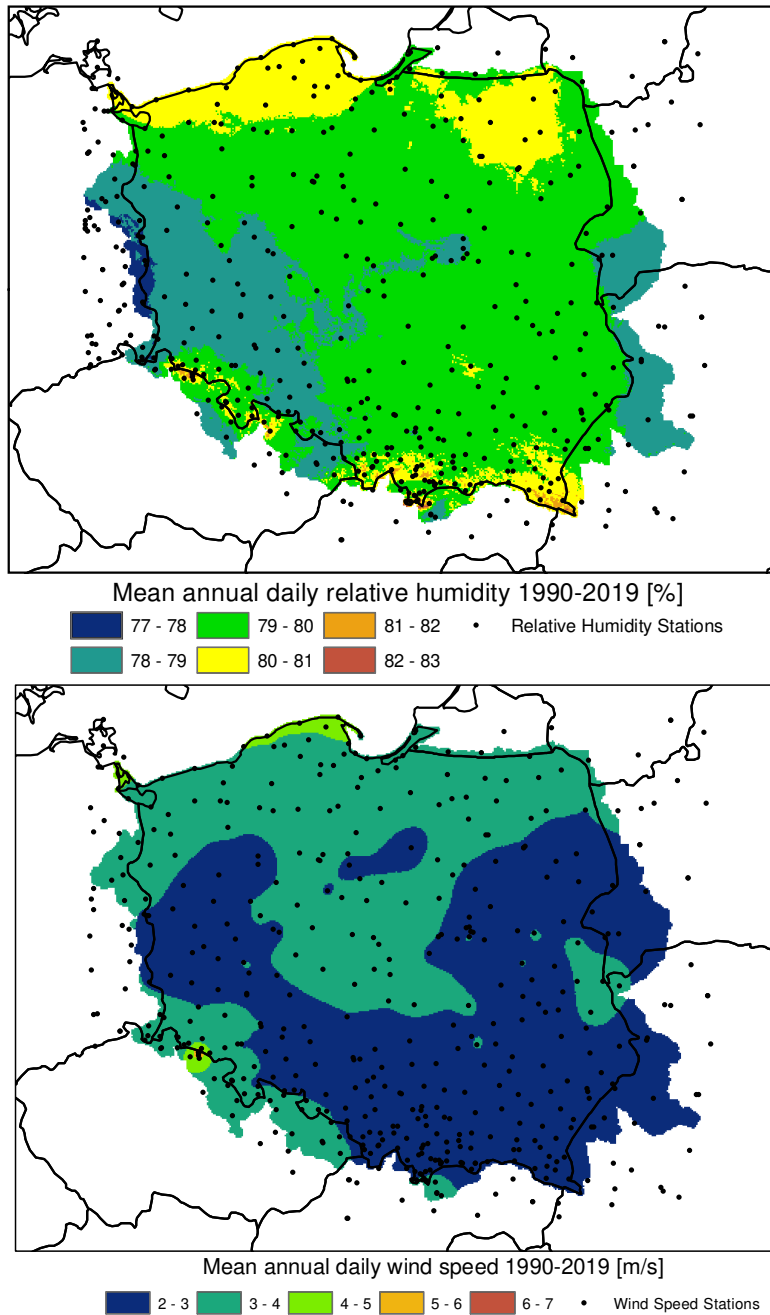 Mean annual daily relative humidity 1990-2019 [%]
77 - 78 79 - 80 81 - 82 Relative Humidity Stations
78 - 79 80 - 81 82 - 83
Mean annual daily wind speed 1990-2019 [m/s]
2 - 3 3 - 4 4 - 5 5 - 6 6 - 7 Wind Speed Stations